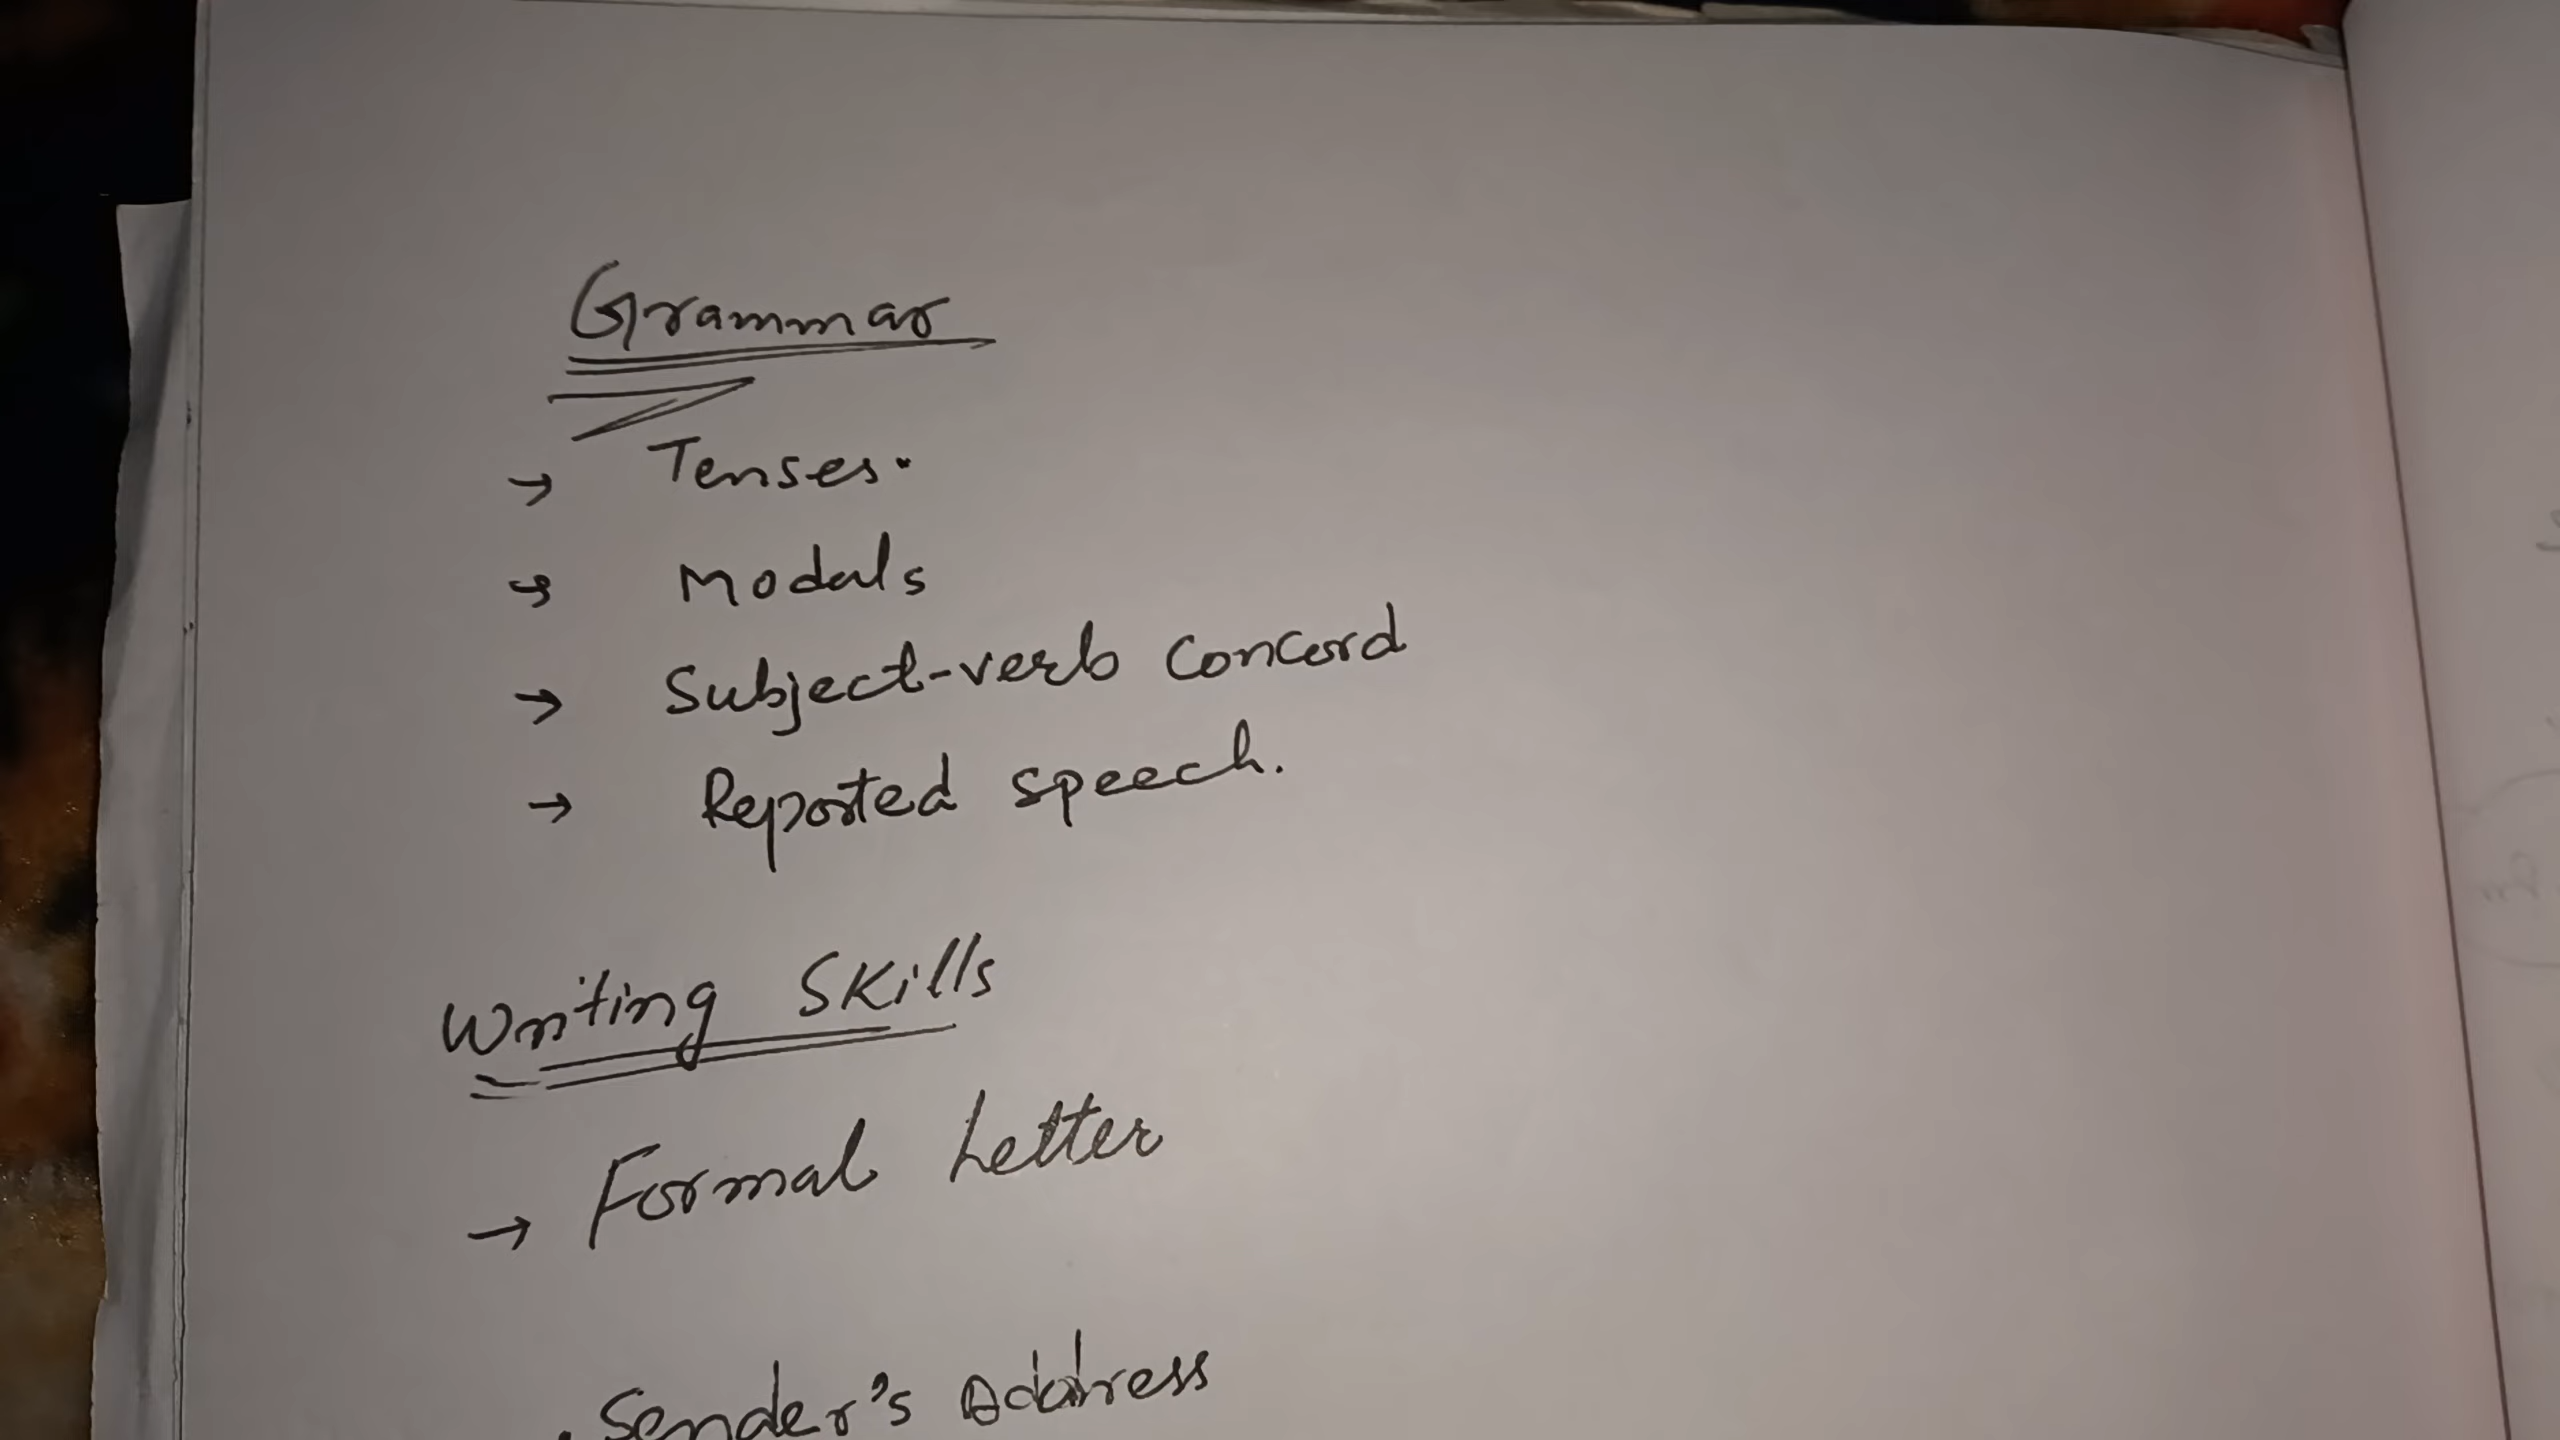 Grammar
→ Tenses.
→ Modals
→ Subject-verb concord
→ Reported speech.
Writing Skills
→ Formal Letter
. Sender's Address